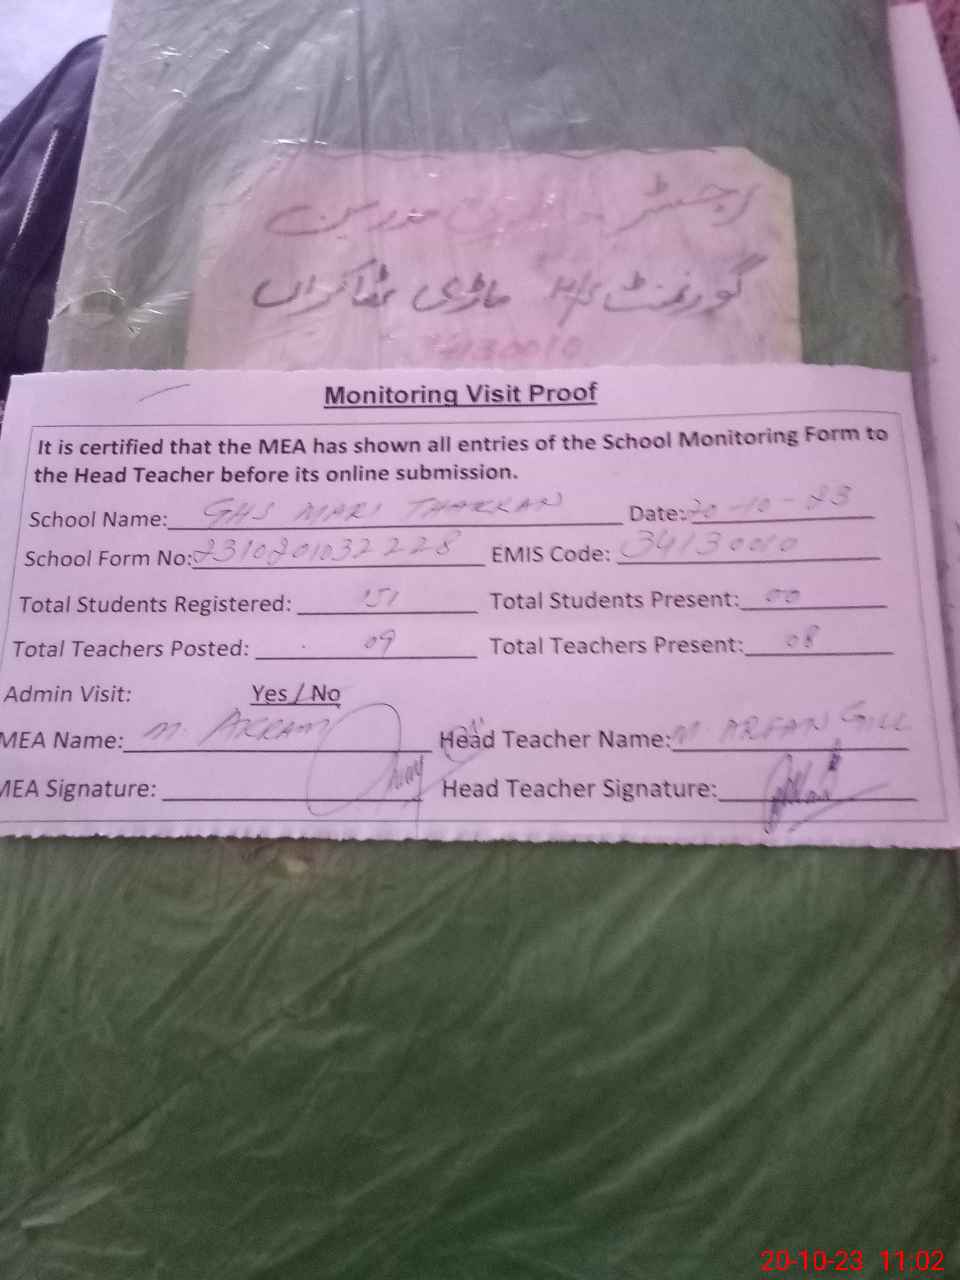 رجسٹر حاضری مدرسین
گورنمنٹ H/S ماڑی ٹھاکراں
34130010
Monitoring Visit Proof
It is certified that the MEA has shown all entries of the School Monitoring Form to
the Head Teacher before its online submission.
School Name: GHS MARI THAKRAN Date: 20-10-23
School Form No: 2310201032228 EMIS Code: 34130010
Total Students Registered: 151 Total Students Present: 00
Total Teachers Posted: 09 Total Teachers Present: 08
Admin Visit: Yes / No
MEA Name: M. AKRAM Head Teacher Name: M. ARFAN GILL
MEA Signature: Head Teacher Signature:
20-10-23 11:02